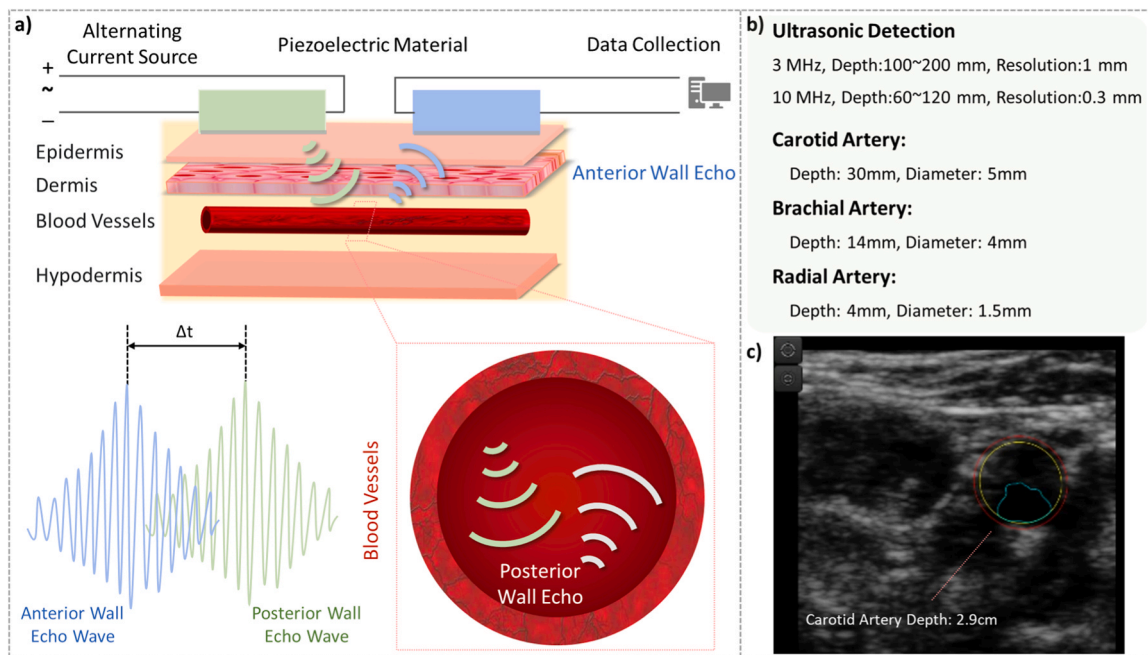 a)
Alternating
Current Source
Piezoelectric Material
Data Collection
+
~
−
Epidermis
Dermis
Anterior Wall Echo
Blood Vessels
Hypodermis
Δt
Anterior Wall
Echo Wave
Posterior Wall
Echo Wave
Blood Vessels
Posterior
Wall Echo
b)
Ultrasonic Detection
3 MHz, Depth:100~200 mm, Resolution:1 mm
10 MHz, Depth:60~120 mm, Resolution:0.3 mm
Carotid Artery:
Depth: 30mm, Diameter: 5mm
Brachial Artery:
Depth: 14mm, Diameter: 4mm
Radial Artery:
Depth: 4mm, Diameter: 1.5mm
c)
Carotid Artery Depth: 2.9cm